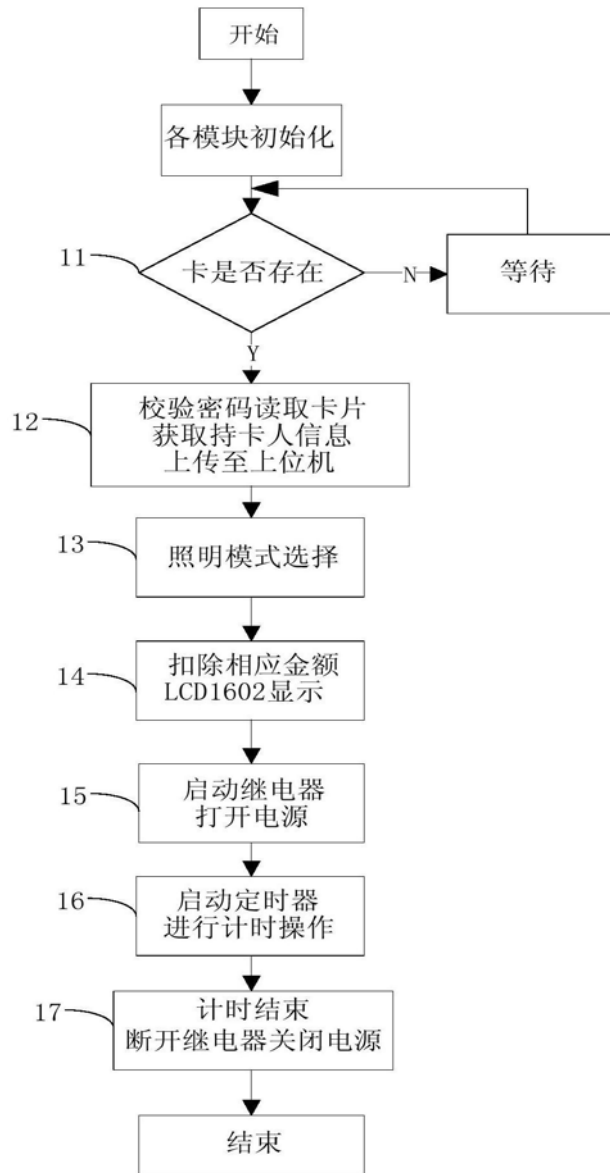 开始
各模块初始化
11
卡是否存在
N
等待
Y
12
校验密码读取卡片
获取持卡人信息
上传至上位机
13
照明模式选择
14
扣除相应金额
LCD1602显示
15
启动继电器
打开电源
16
启动定时器
进行计时操作
17
计时结束
断开继电器关闭电源
结束